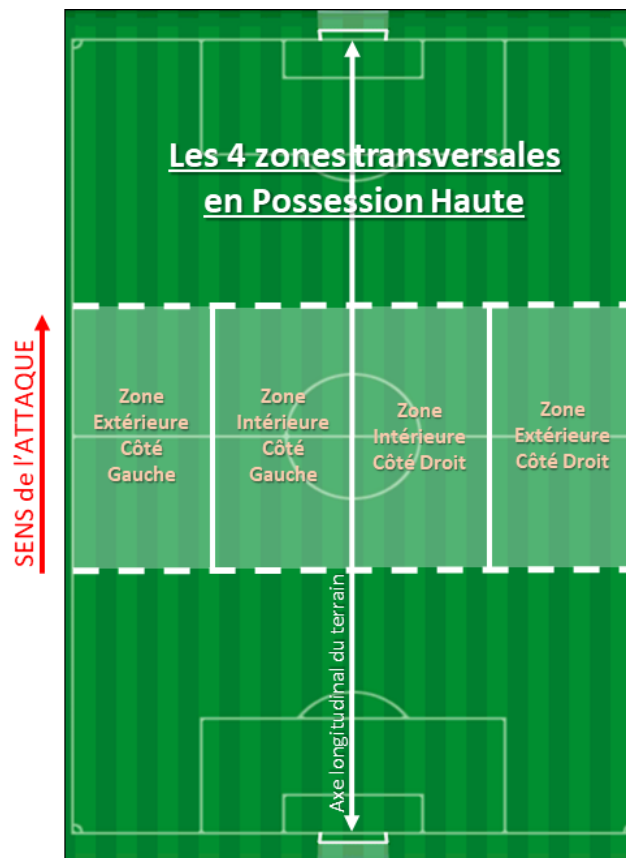 Les 4 zones transversales
en Possession Haute
SENS de l'ATTAQUE
Zone
Extérieure
Côté
Gauche
Zone
Intérieure
Côté
Gauche
Zone
Intérieure
Côté Droit
Zone
Extérieure
Côté Droit
Axe longitudinal du terrain